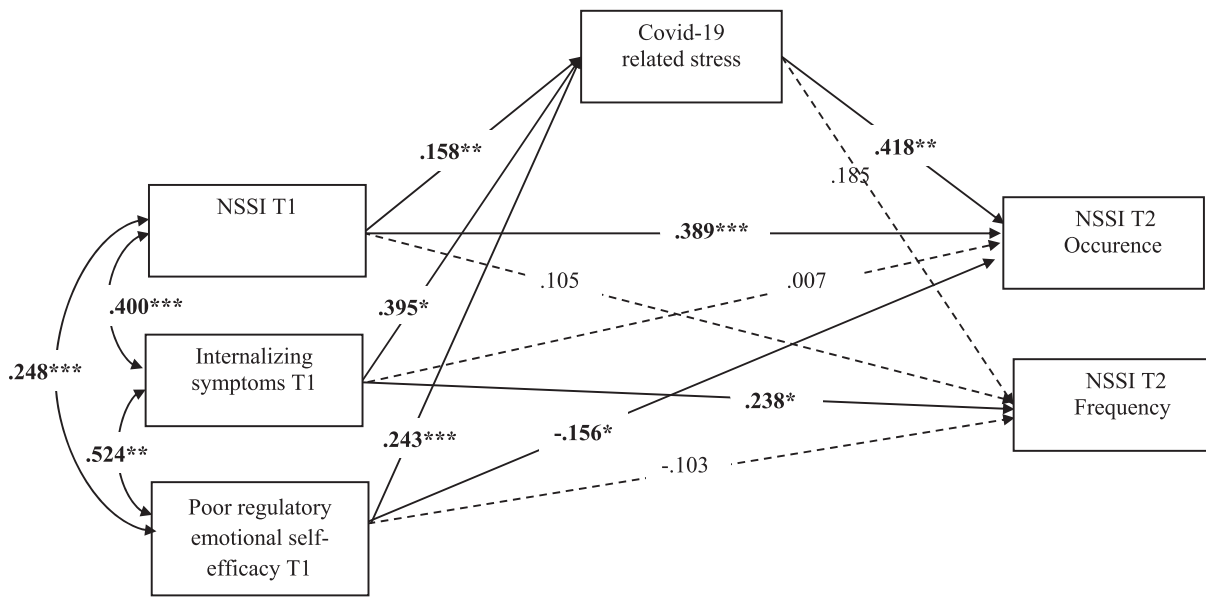 Covid-19
related stress
.158**
.418**
.185
NSSI T1
NSSI T2
Occurence
.389***
.105
.007
.400***
.395*
Internalizing
symptoms T1
.248***
NSSI T2
Frequency
.238*
.243***
-.156*
.524**
-.103
Poor regulatory
emotional self-
efficacy T1